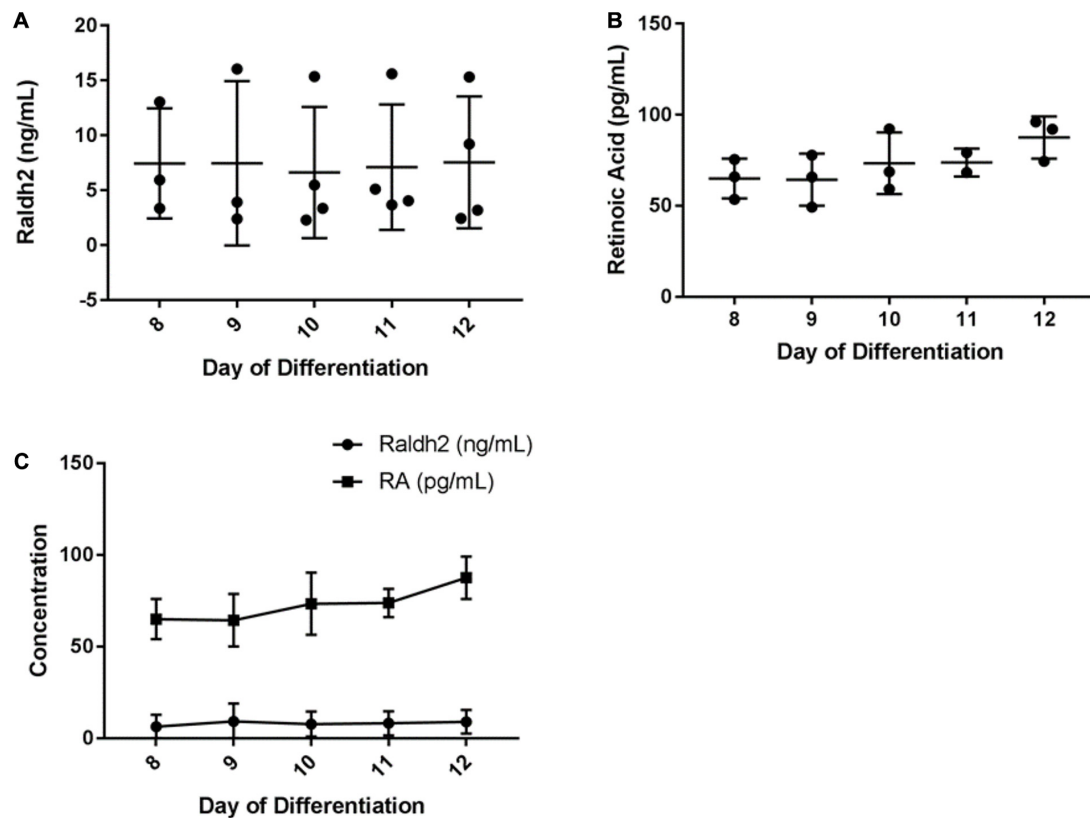 A
Raldh2 (ng/mL)
20
15
10
5
0
-5
8 9 10 11 12
Day of Differentiation
B
Retinoic Acid (pg/mL)
150
100
50
0
8 9 10 11 12
Day of Differentiation
C
Raldh2 (ng/mL)
RA (pg/mL)
Concentration
150
100
50
0
8 9 10 11 12
Day of Differentiation